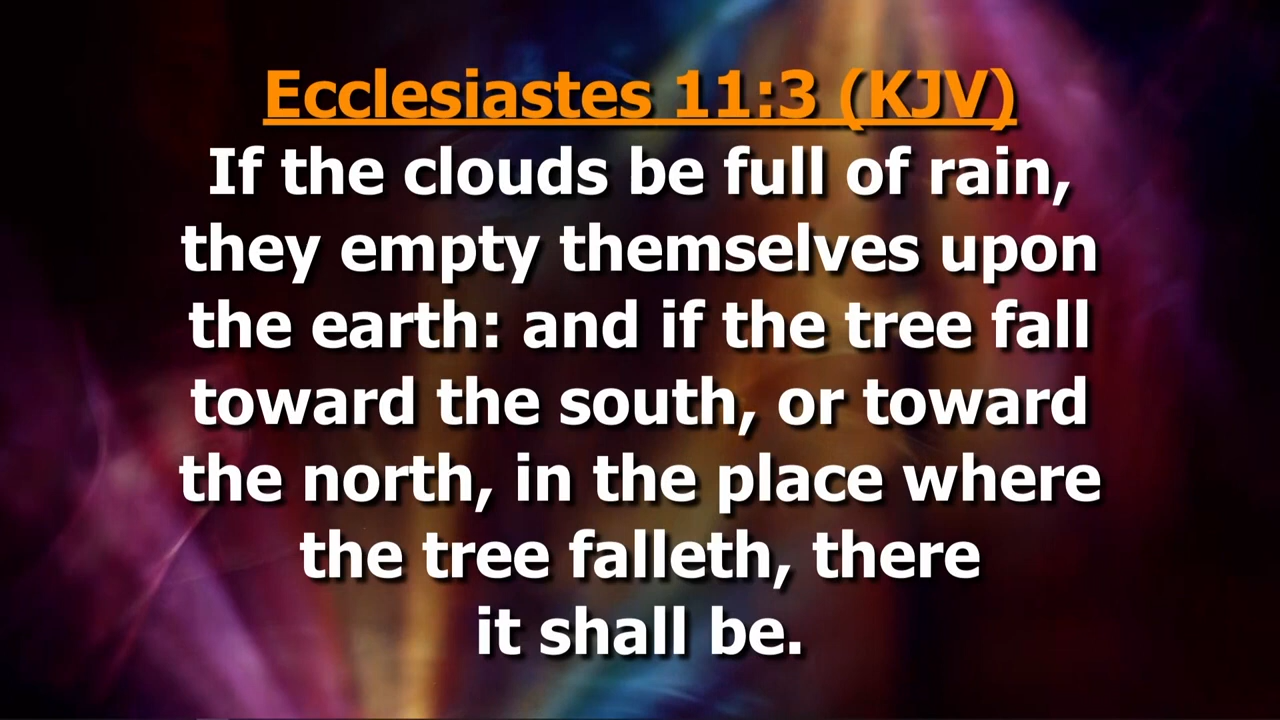 Ecclesiastes 11:3 (KJV)
If the clouds be full of rain,
they empty themselves upon
the earth: and if the tree fall
toward the south, or toward
the north, in the place where
the tree falleth, there
it shall be.